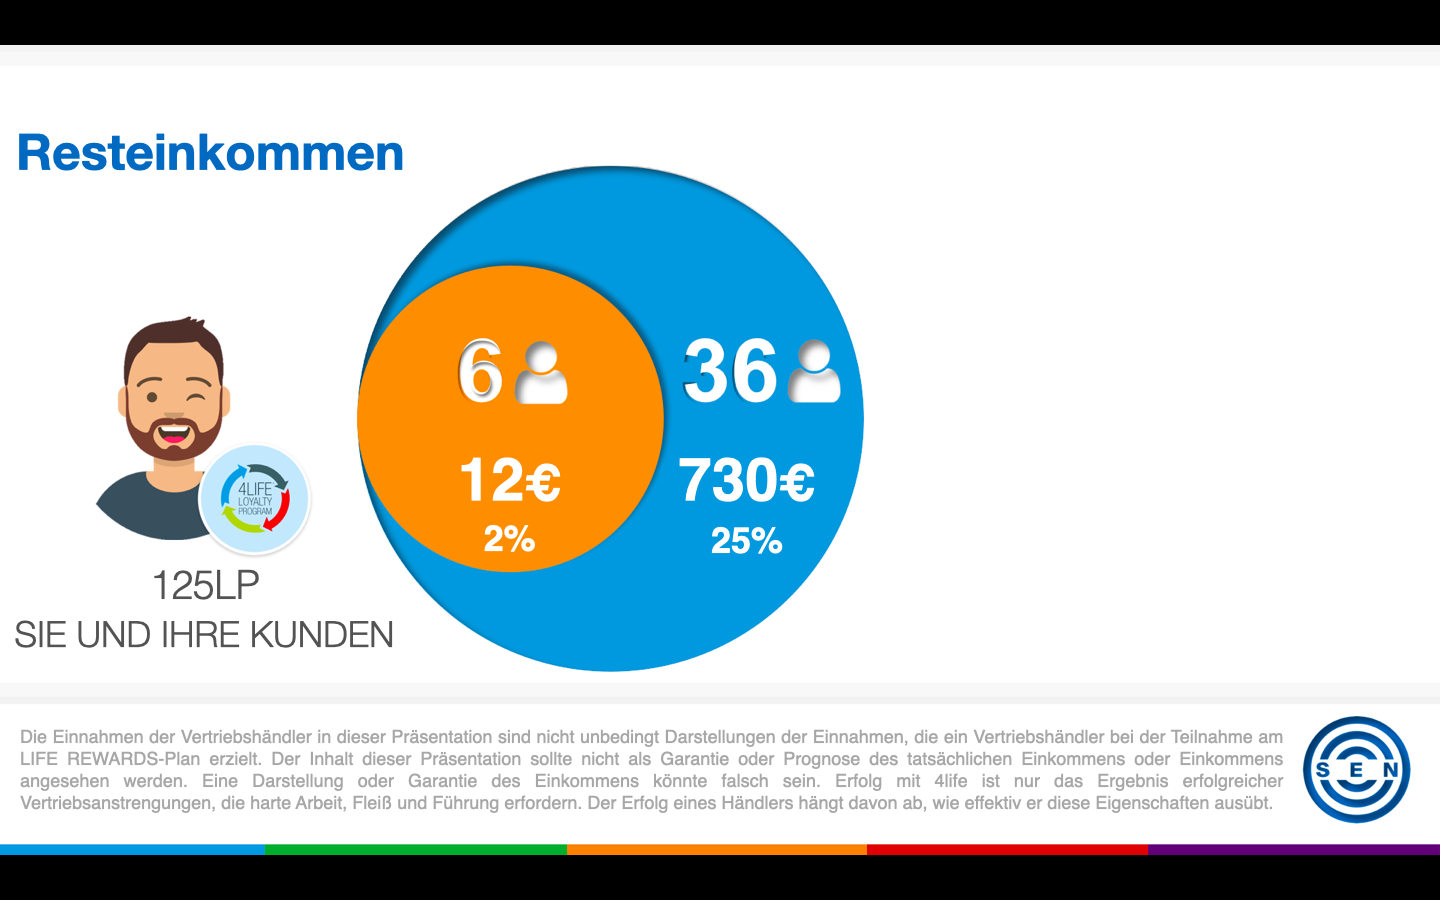 Resteinkommen
6
36
12€
730€
2%
25%
4LIFE
LOYALTY
PROGRAM
125LP
SIE UND IHRE KUNDEN
Die Einnahmen der Vertriebshändler in dieser Präsentation sind nicht unbedingt Darstellungen der Einnahmen, die ein Vertriebshändler bei der Teilnahme am
LIFE REWARDS-Plan erzielt. Der Inhalt dieser Präsentation sollte nicht als Garantie oder Prognose des tatsächlichen Einkommens oder Einkommens
angesehen werden. Eine Darstellung oder Garantie des Einkommens könnte falsch sein. Erfolg mit 4life ist nur das Ergebnis erfolgreicher
Vertriebsanstrengungen, die harte Arbeit, Fleiß und Führung erfordern. Der Erfolg eines Händlers hängt davon ab, wie effektiv er diese Eigenschaften ausübt.
SEN